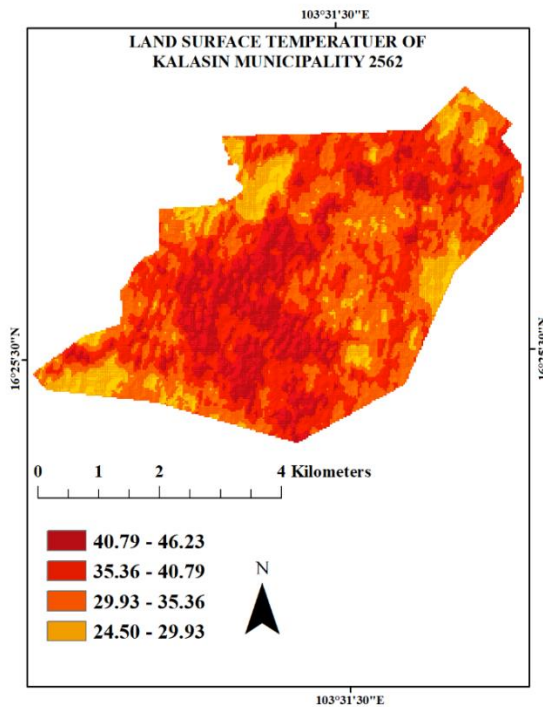 103°31'30"E
LAND SURFACE TEMPERATUER OF
KALASIN MUNICIPALITY 2562
16°25'30"N
16°25'30"N
0 1 2 4 Kilometers
40.79 - 46.23
35.36 - 40.79
29.93 - 35.36
24.50 - 29.93
N
103°31'30"E